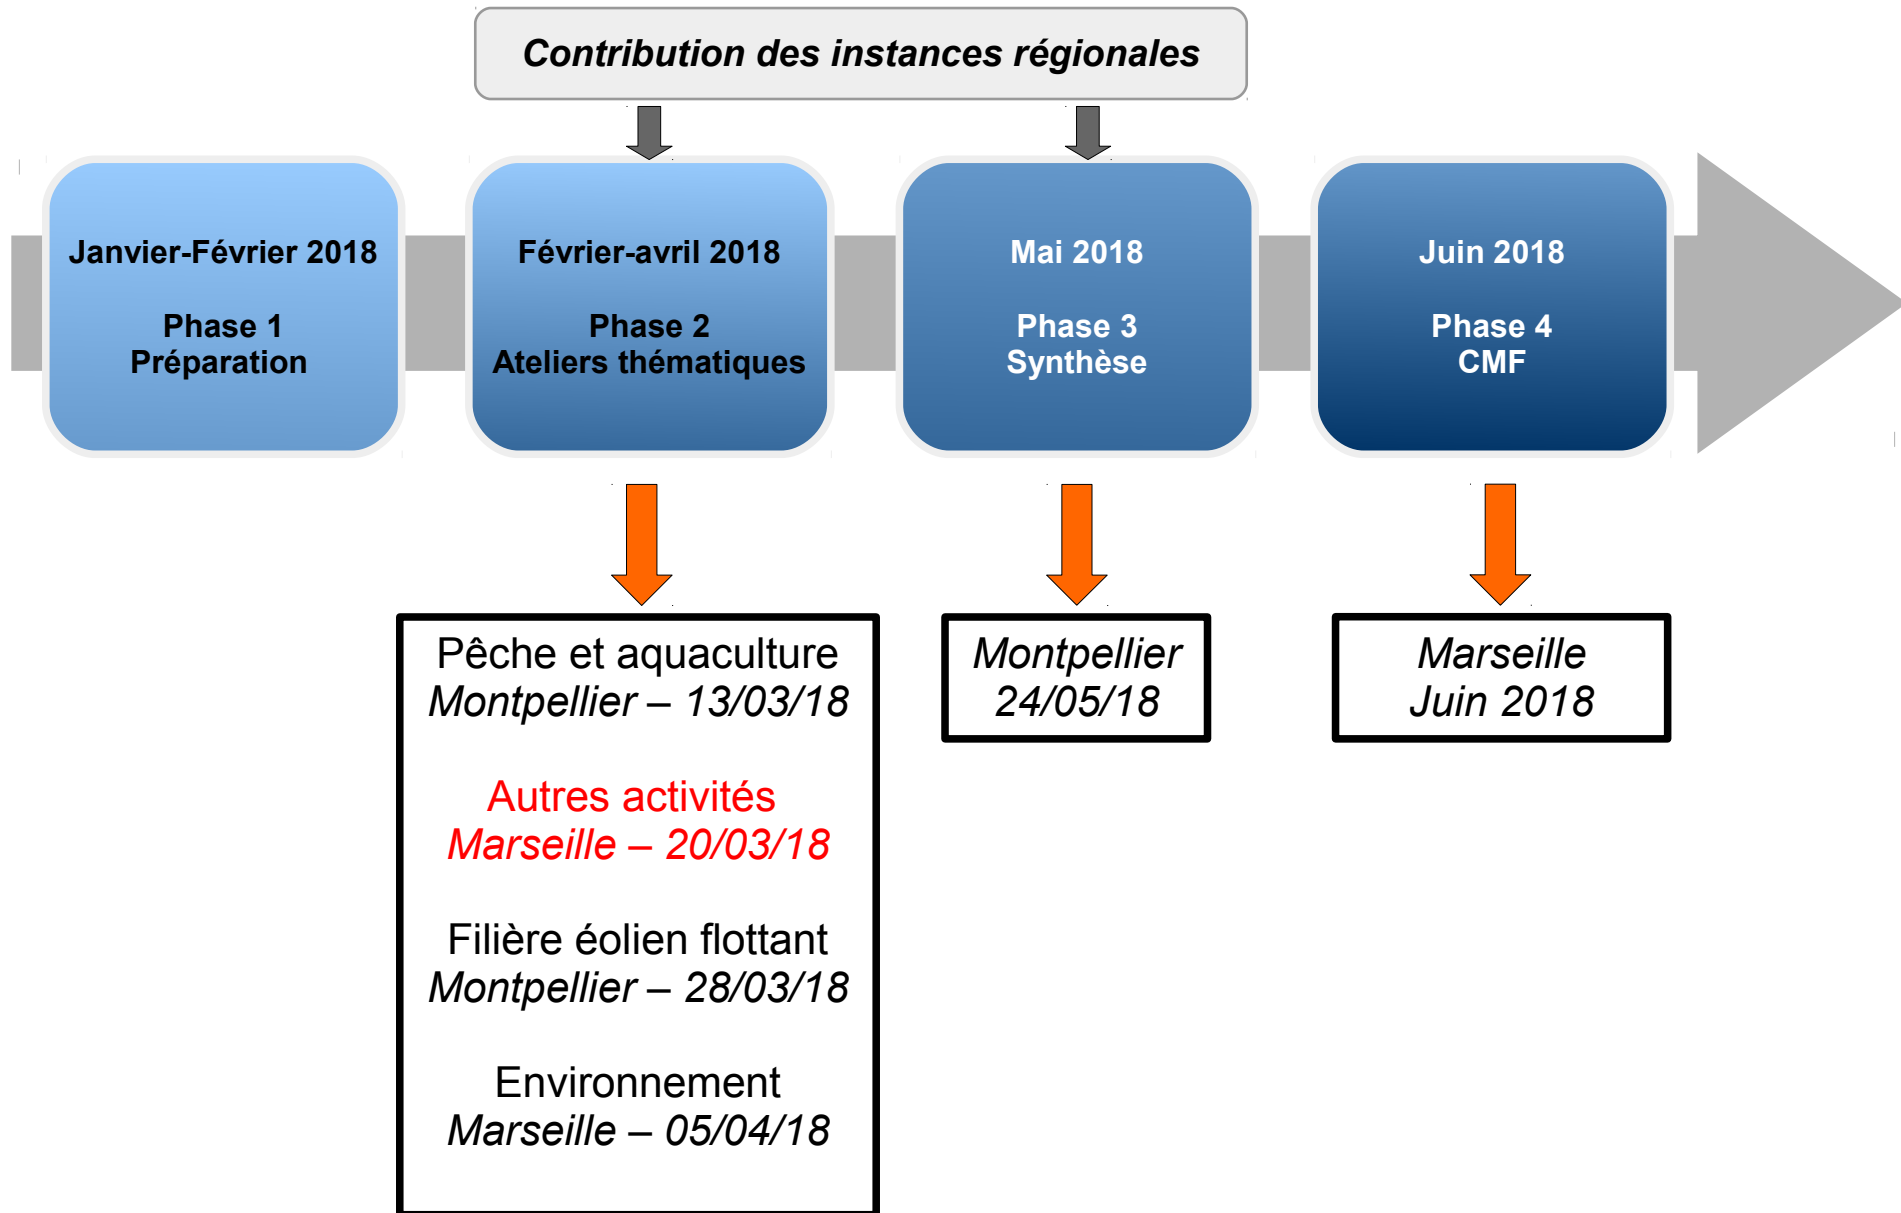 Contribution des instances régionales
Janvier-Février 2018
Phase 1
Préparation
Février-avril 2018
Phase 2
Ateliers thématiques
Mai 2018
Phase 3
Synthèse
Juin 2018
Phase 4
CMF
Pêche et aquaculture
Montpellier – 13/03/18
Autres activités
Marseille – 20/03/18
Filière éolien flottant
Montpellier – 28/03/18
Environnement
Marseille – 05/04/18
Montpellier
24/05/18
Marseille
Juin 2018